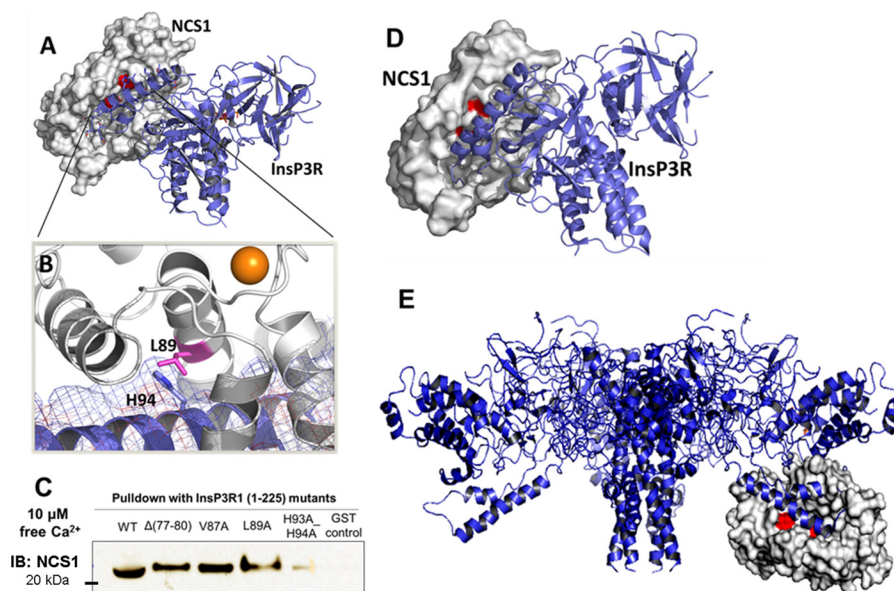 A
NCS1
InsP3R
B
L89
H94
C
Pulldown with InsP3R1 (1-225) mutants
10 µM
free Ca²⁺
WT Δ(77-80) V87A L89A H93A_ GST
H94A control
IB: NCS1
20 kDa
D
NCS1
InsP3R
E